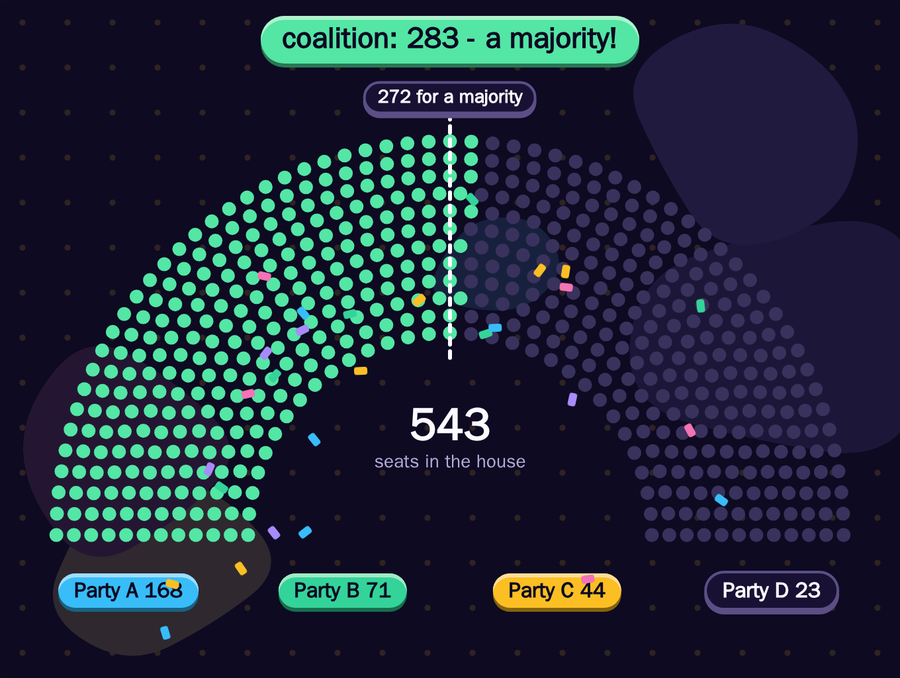 coalition: 283 - a majority!
272 for a majority
543
seats in the house
Party A 168
Party B 71
Party C 44
Party D 23